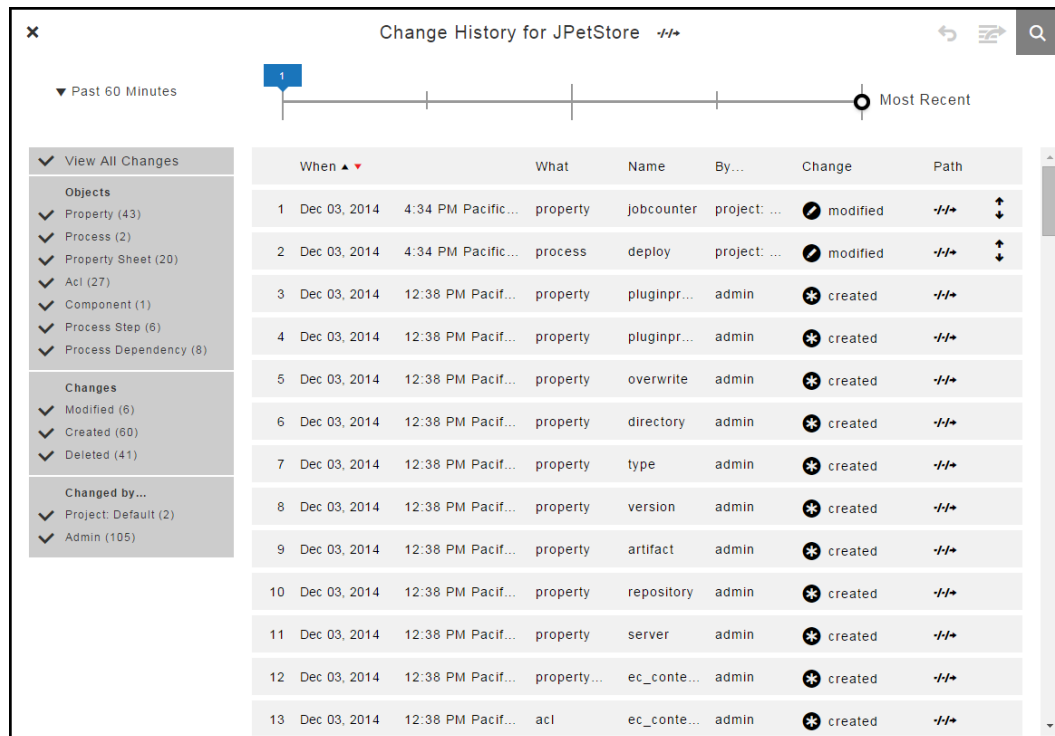 Change History for JPetStore
Past 60 Minutes
1
Most Recent
View All Changes
Objects
Property (43)
Process (2)
Property Sheet (20)
Acl (27)
Component (1)
Process Step (6)
Process Dependency (8)
Changes
Modified (6)
Created (60)
Deleted (41)
Changed by...
Project: Default (2)
Admin (105)
When What Name By... Change Path
1 Dec 03, 2014 4:34 PM Pacific... property jobcounter project: ... modified
2 Dec 03, 2014 4:34 PM Pacific... process deploy project: ... modified
3 Dec 03, 2014 12:38 PM Pacif... property pluginpr... admin created
4 Dec 03, 2014 12:38 PM Pacif... property pluginpr... admin created
5 Dec 03, 2014 12:38 PM Pacif... property overwrite admin created
6 Dec 03, 2014 12:38 PM Pacif... property directory admin created
7 Dec 03, 2014 12:38 PM Pacif... property type admin created
8 Dec 03, 2014 12:38 PM Pacif... property version admin created
9 Dec 03, 2014 12:38 PM Pacif... property artifact admin created
10 Dec 03, 2014 12:38 PM Pacif... property repository admin created
11 Dec 03, 2014 12:38 PM Pacif... property server admin created
12 Dec 03, 2014 12:38 PM Pacif... property... ec_conte... admin created
13 Dec 03, 2014 12:38 PM Pacif... acl ec_conte... admin created